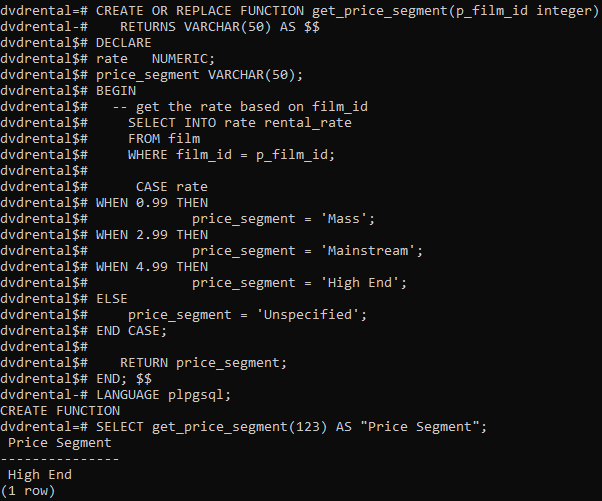 dvdrental=# CREATE OR REPLACE FUNCTION get_price_segment(p_film_id integer)
dvdrental-#    RETURNS VARCHAR(50) AS $$
dvdrental$# DECLARE
dvdrental$# rate   NUMERIC;
dvdrental$# price_segment VARCHAR(50);
dvdrental$# BEGIN
dvdrental$#   -- get the rate based on film_id
dvdrental$#     SELECT INTO rate rental_rate
dvdrental$#     FROM film
dvdrental$#     WHERE film_id = p_film_id;
dvdrental$#
dvdrental$#      CASE rate
dvdrental$# WHEN 0.99 THEN
dvdrental$#             price_segment = 'Mass';
dvdrental$# WHEN 2.99 THEN
dvdrental$#             price_segment = 'Mainstream';
dvdrental$# WHEN 4.99 THEN
dvdrental$#             price_segment = 'High End';
dvdrental$# ELSE
dvdrental$#     price_segment = 'Unspecified';
dvdrental$# END CASE;
dvdrental$#
dvdrental$#    RETURN price_segment;
dvdrental$# END; $$
dvdrental-# LANGUAGE plpgsql;
CREATE FUNCTION
dvdrental=# SELECT get_price_segment(123) AS "Price Segment";
 Price Segment
---------------
 High End
(1 row)